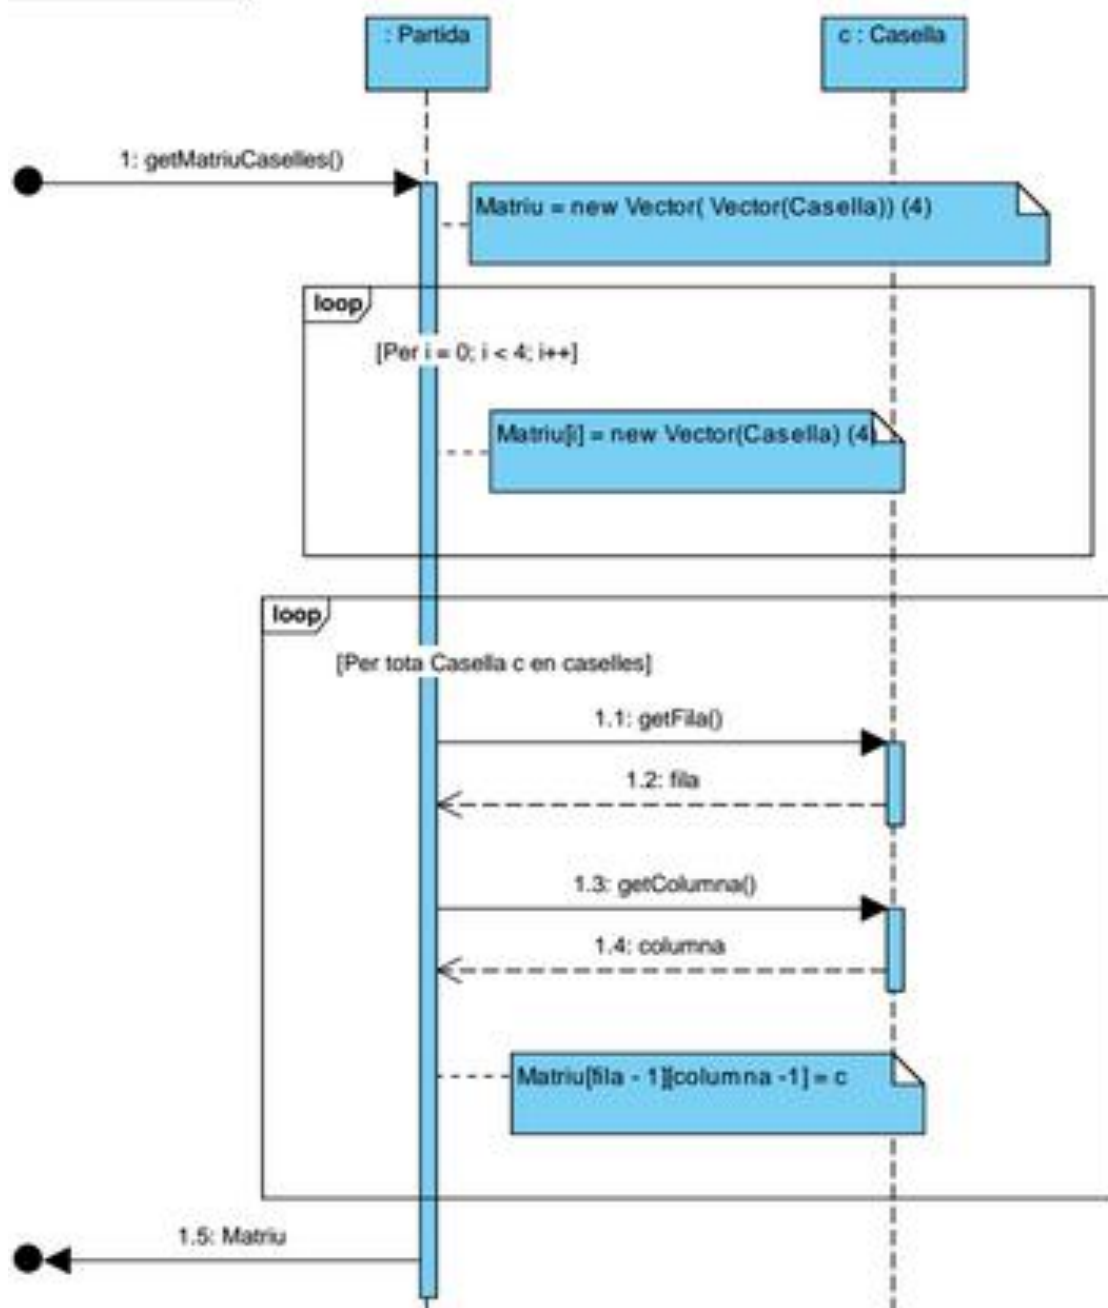 : Partida
c : Casella
1: getMatriuCaselles()
Matriu = new Vector( Vector(Casella)) (4)
loop
[Per i = 0; i < 4; i++]
Matriu[i] = new Vector(Casella) (4)
loop
[Per tota Casella c en caselles]
1.1: getFila()
1.2: fila
1.3: getColumna()
1.4: columna
Matriu[fila - 1][columna -1] = c
1.5: Matriu